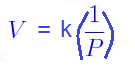 V = k(1/P)